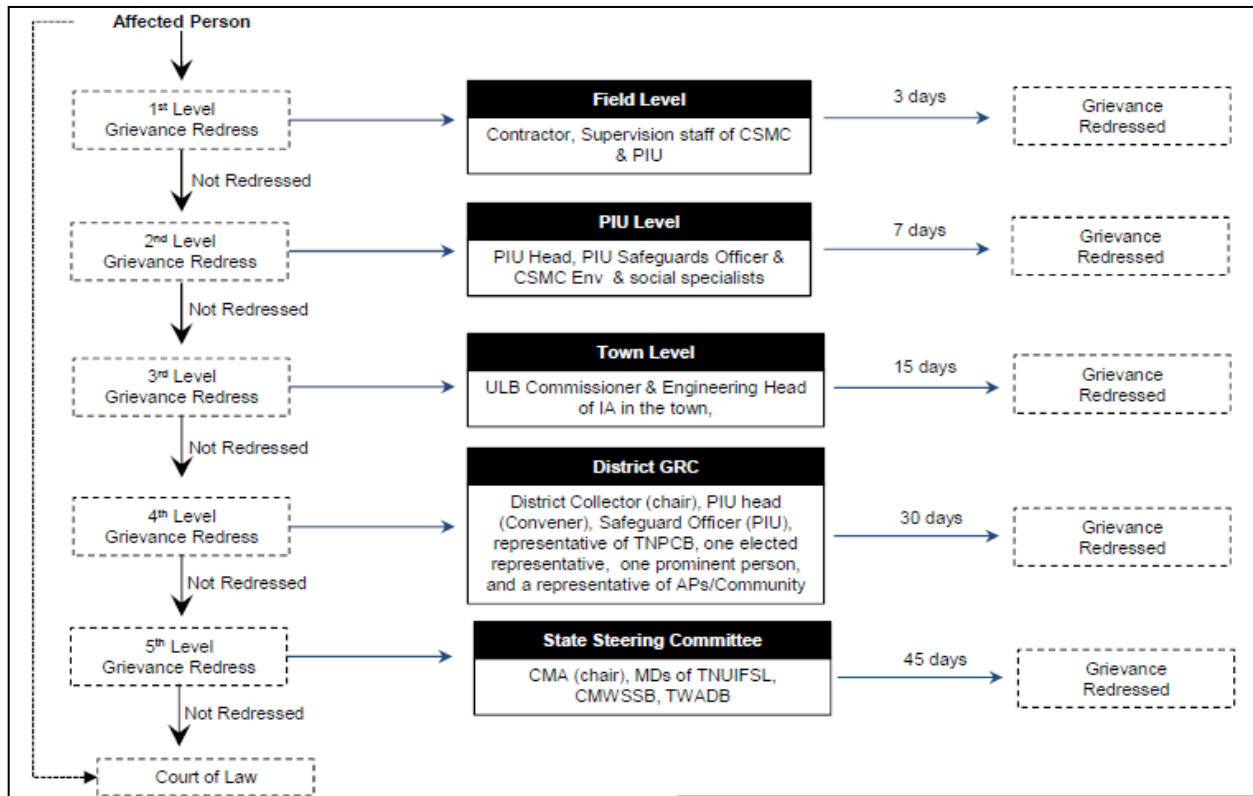 Affected Person
1st Level
Grievance Redress
Field Level
Contractor, Supervision staff of CSMC
& PIU
3 days
Grievance
Redressed
Not Redressed
2nd Level
Grievance Redress
PIU Level
PIU Head, PIU Safeguards Officer &
CSMC Env & social specialists
7 days
Grievance
Redressed
Not Redressed
3rd Level
Grievance Redress
Town Level
ULB Commissioner & Engineering Head
of IA in the town,
15 days
Grievance
Redressed
Not Redressed
4th Level
Grievance Redress
District GRC
District Collector (chair), PIU head
(Convener), Safeguard Officer (PIU),
representative of TNPCB, one elected
representative, one prominent person,
and a representative of APs/Community
30 days
Grievance
Redressed
Not Redressed
5th Level
Grievance Redress
State Steering Committee
CMA (chair), MDs of TNUIFSL,
CMWSSB, TWADB
45 days
Grievance
Redressed
Not Redressed
Court of Law